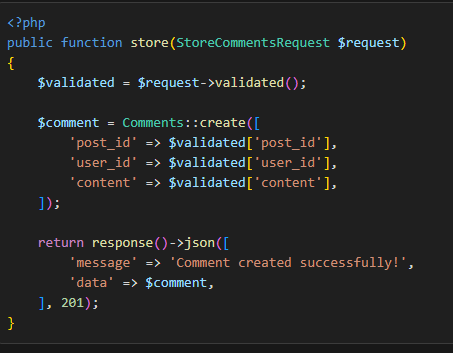 <?php
public function store(StoreCommentsRequest $request)
{
    $validated = $request->validated();

    $comment = Comments::create([
        'post_id' => $validated['post_id'],
        'user_id' => $validated['user_id'],
        'content' => $validated['content'],
    ]);

    return response()->json([
        'message' => 'Comment created successfully!',
        'data' => $comment,
    ], 201);
}